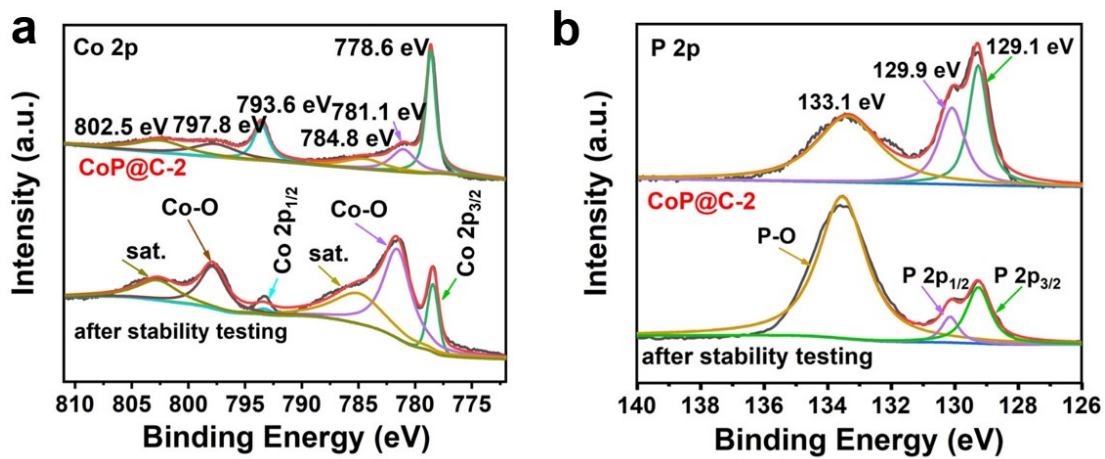 a
Co 2p
778.6 eV
793.6 eV
781.1 eV
802.5 eV
797.8 eV
784.8 eV
CoP@C-2
Co-O
Co-O
sat.
Co 2p1/2
sat.
Co 2p3/2
after stability testing
Intensity (a.u.)
810 805 800 795 790 785 780 775
Binding Energy (eV)
b
P 2p
129.1 eV
129.9 eV
133.1 eV
CoP@C-2
P-O
P 2p1/2
P 2p3/2
after stability testing
Intensity (a.u.)
140 138 136 134 132 130 128 126
Binding Energy (eV)